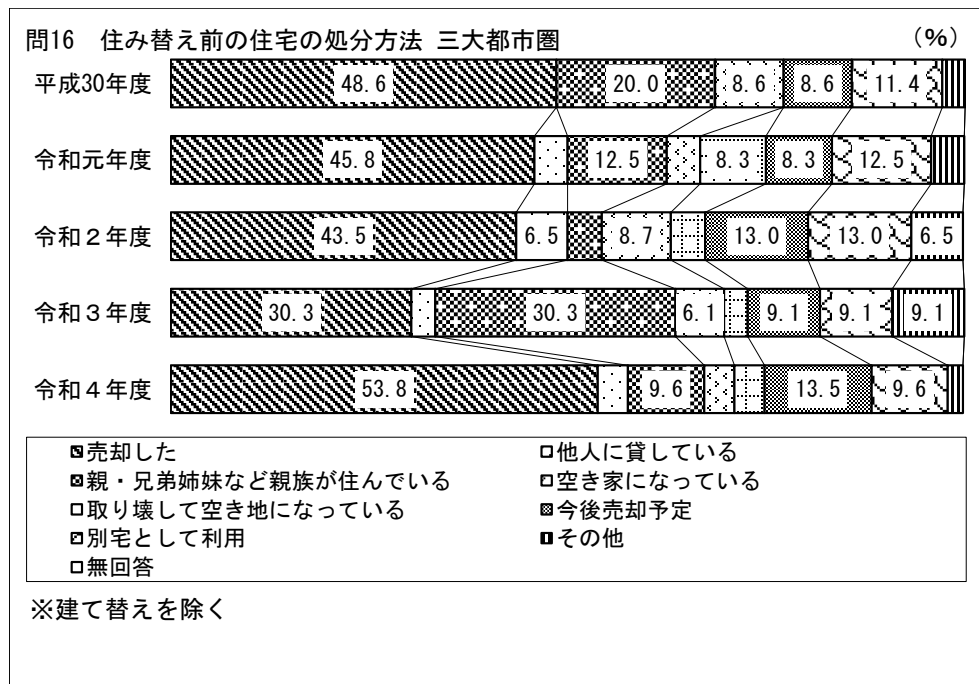 問16 住み替え前の住宅の処分方法 三大都市圏 (%)
平成30年度 48.6 20.0 8.6 8.6 11.4
令和元年度 45.8 12.5 8.3 8.3 12.5
令和2年度 43.5 6.5 8.7 13.0 13.0 6.5
令和3年度 30.3 30.3 6.1 9.1 9.1 9.1
令和4年度 53.8 9.6 13.5 9.6
売却した 他人に貸している
親・兄弟姉妹など親族が住んでいる 空き家になっている
取り壊して空き地になっている 今後売却予定
別宅として利用 その他
無回答
※建て替えを除く